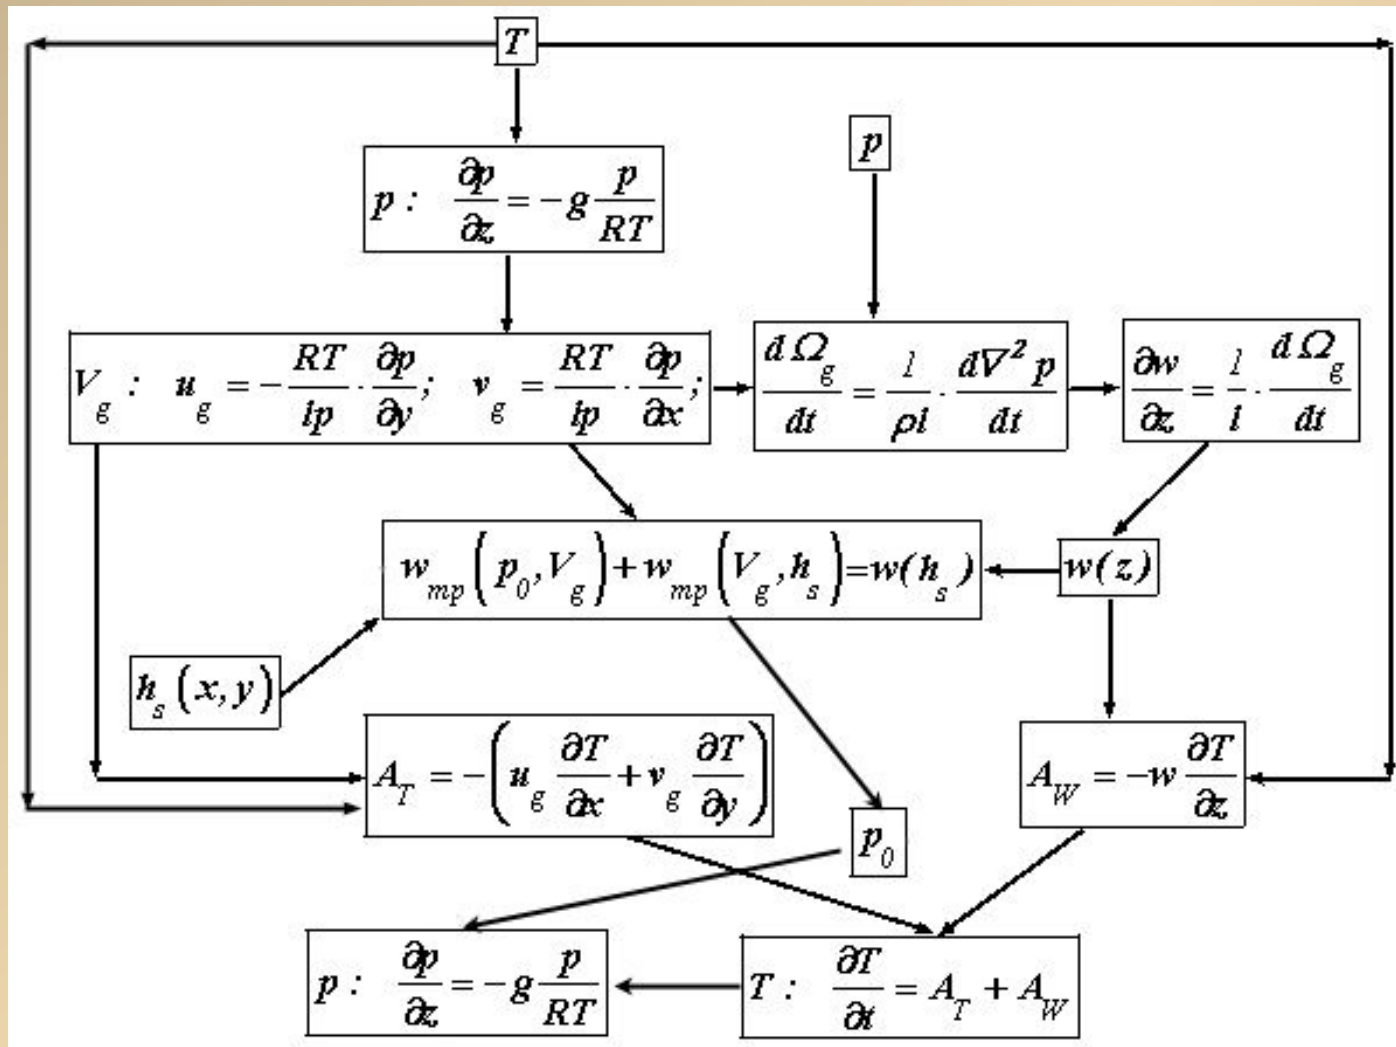 T
p
p : ∂p/∂z = −g p/RT
V_g : u_g = −RT/lp · ∂p/∂y; v_g = RT/lp · ∂p/∂x;
dΩ_g/dt = 1/ρl · d∇² p/dt
∂w/∂z = 1/l · dΩ_g/dt
w_mp(p_0, V_g) + w_mp(V_g, h_s) = w(h_s)
w(z)
h_s(x, y)
A_T = −(u_g ∂T/∂x + v_g ∂T/∂y)
A_W = −w ∂T/∂z
p_0
p : ∂p/∂z = −g p/RT
T : ∂T/∂t = A_T + A_W